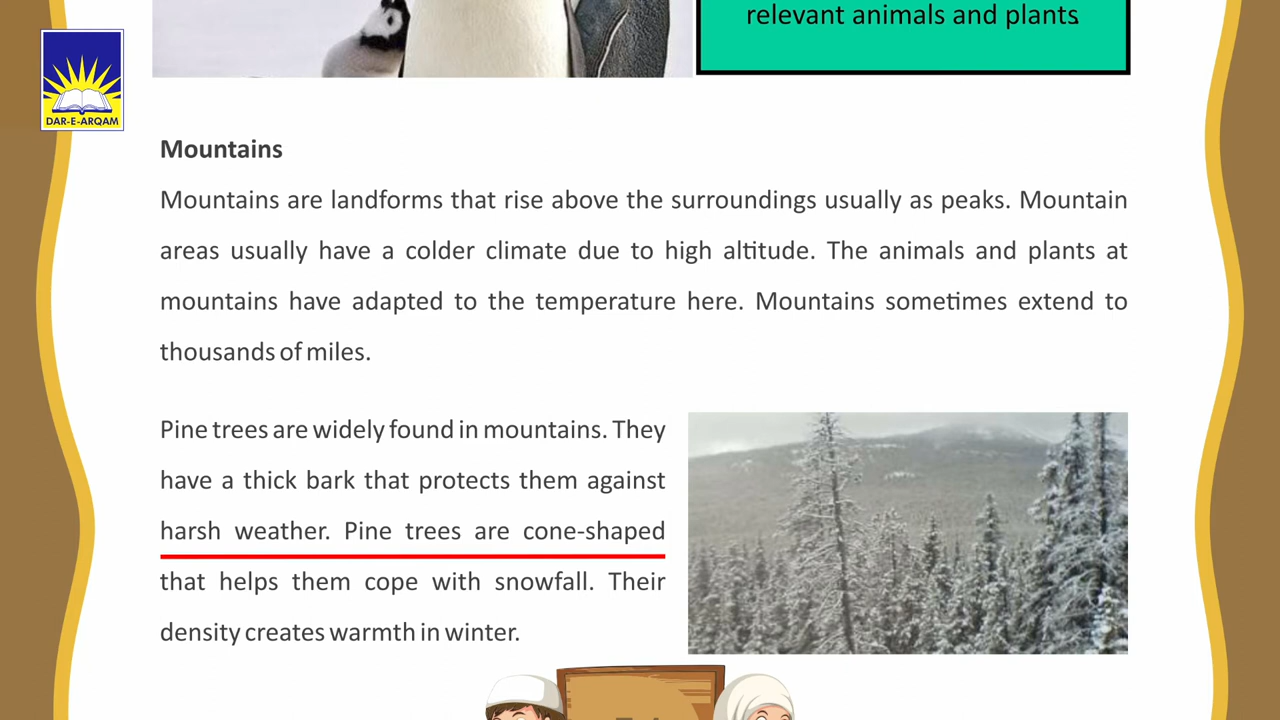 relevant animals and plants
DAR-E-ARQAM
Mountains
Mountains are landforms that rise above the surroundings usually as peaks. Mountain
areas usually have a colder climate due to high altitude. The animals and plants at
mountains have adapted to the temperature here. Mountains sometimes extend to
thousands of miles.
Pine trees are widely found in mountains. They
have a thick bark that protects them against
harsh weather. Pine trees are cone-shaped
that helps them cope with snowfall. Their
density creates warmth in winter.